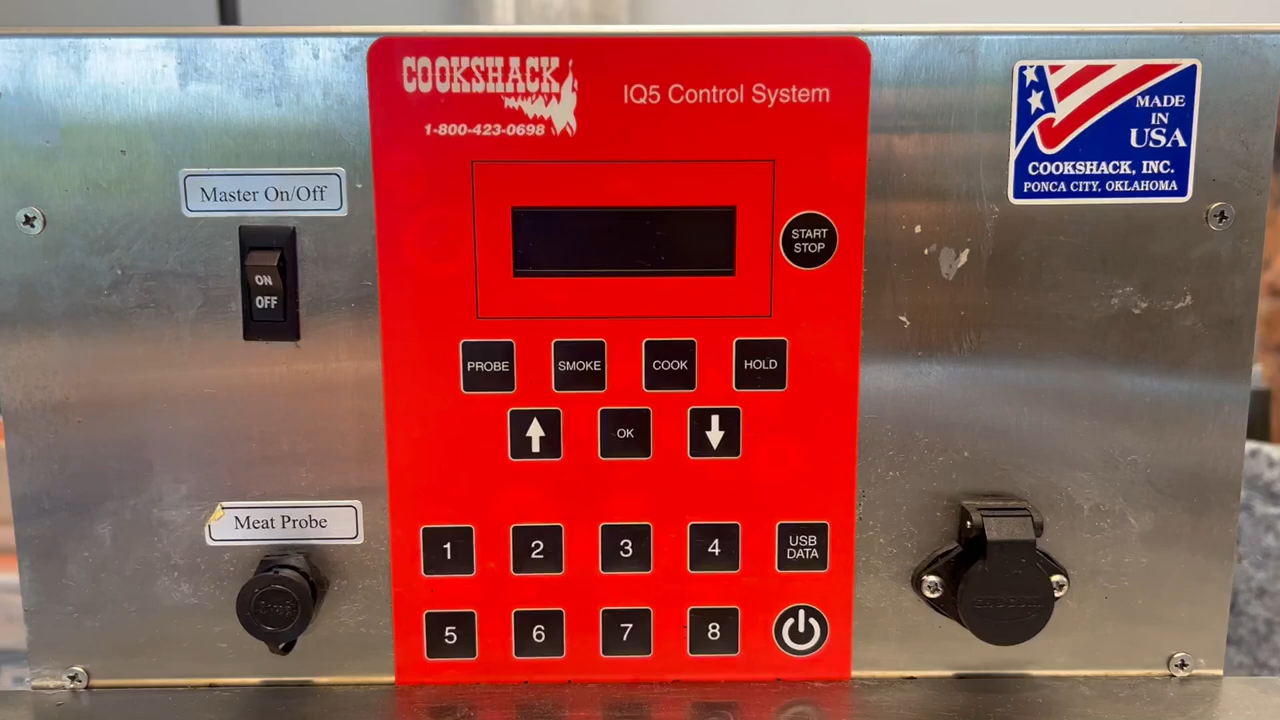 COOKSHACK
1-800-423-0698
IQ5 Control System
MADE
IN
USA
COOKSHACK, INC.
PONCA CITY, OKLAHOMA
Master On/Off
ON
OFF
START
STOP
PROBE
SMOKE
COOK
HOLD
OK
Meat Probe
1
2
3
4
USB
DATA
5
6
7
8